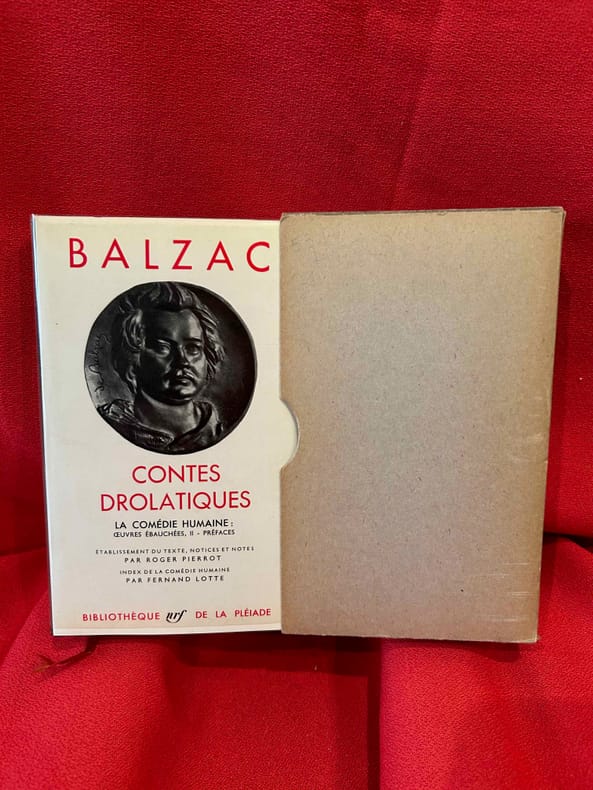 BALZAC
CONTES
DROLATIQUES
LA COMÉDIE HUMAINE :
ŒUVRES ÉBAUCHÉES, II - PRÉFACES
ÉTABLISSEMENT DU TEXTE, NOTICES ET NOTES
PAR ROGER PIERROT
INDEX DE LA COMÉDIE HUMAINE
PAR FERNAND LOTTE
BIBLIOTHÈQUE nrf DE LA PLÉIADE